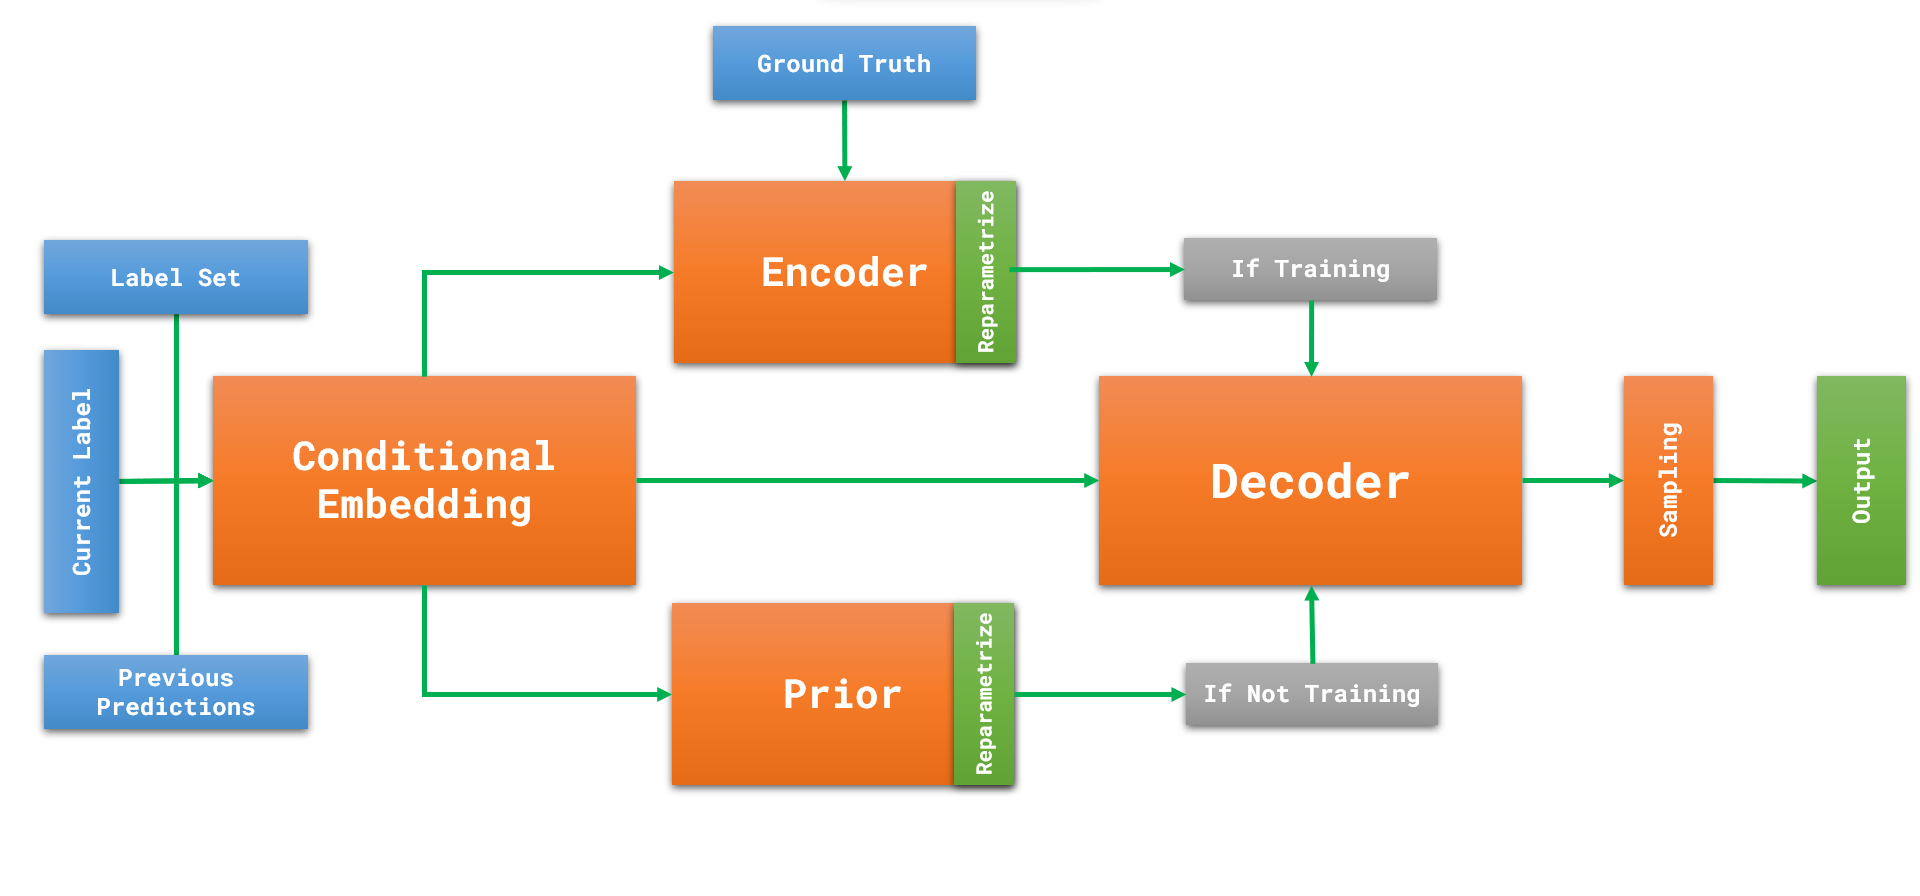 Ground Truth
Encoder
Reparametrize
If Training
Label Set
Current Label
Conditional
Embedding
Decoder
Sampling
Output
Previous
Predictions
Prior
Reparametrize
If Not Training